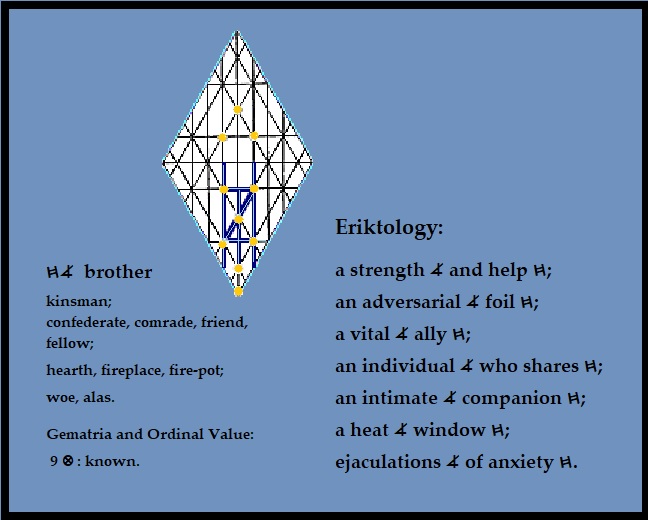 𐤀𐤇 brother
kinsman;
confederate, comrade, friend,
fellow;
hearth, fireplace, fire-pot;
woe, alas.
Gematria and Ordinal Value:
9 ⊗ : known.
Eriktology:
a strength 𐤀 and help 𐤇;
an adversarial 𐤀 foil 𐤇;
a vital 𐤀 ally 𐤇;
an individual 𐤀 who shares 𐤇;
an intimate 𐤀 companion 𐤇;
a heat 𐤀 window 𐤇;
ejaculations 𐤀 of anxiety 𐤇.